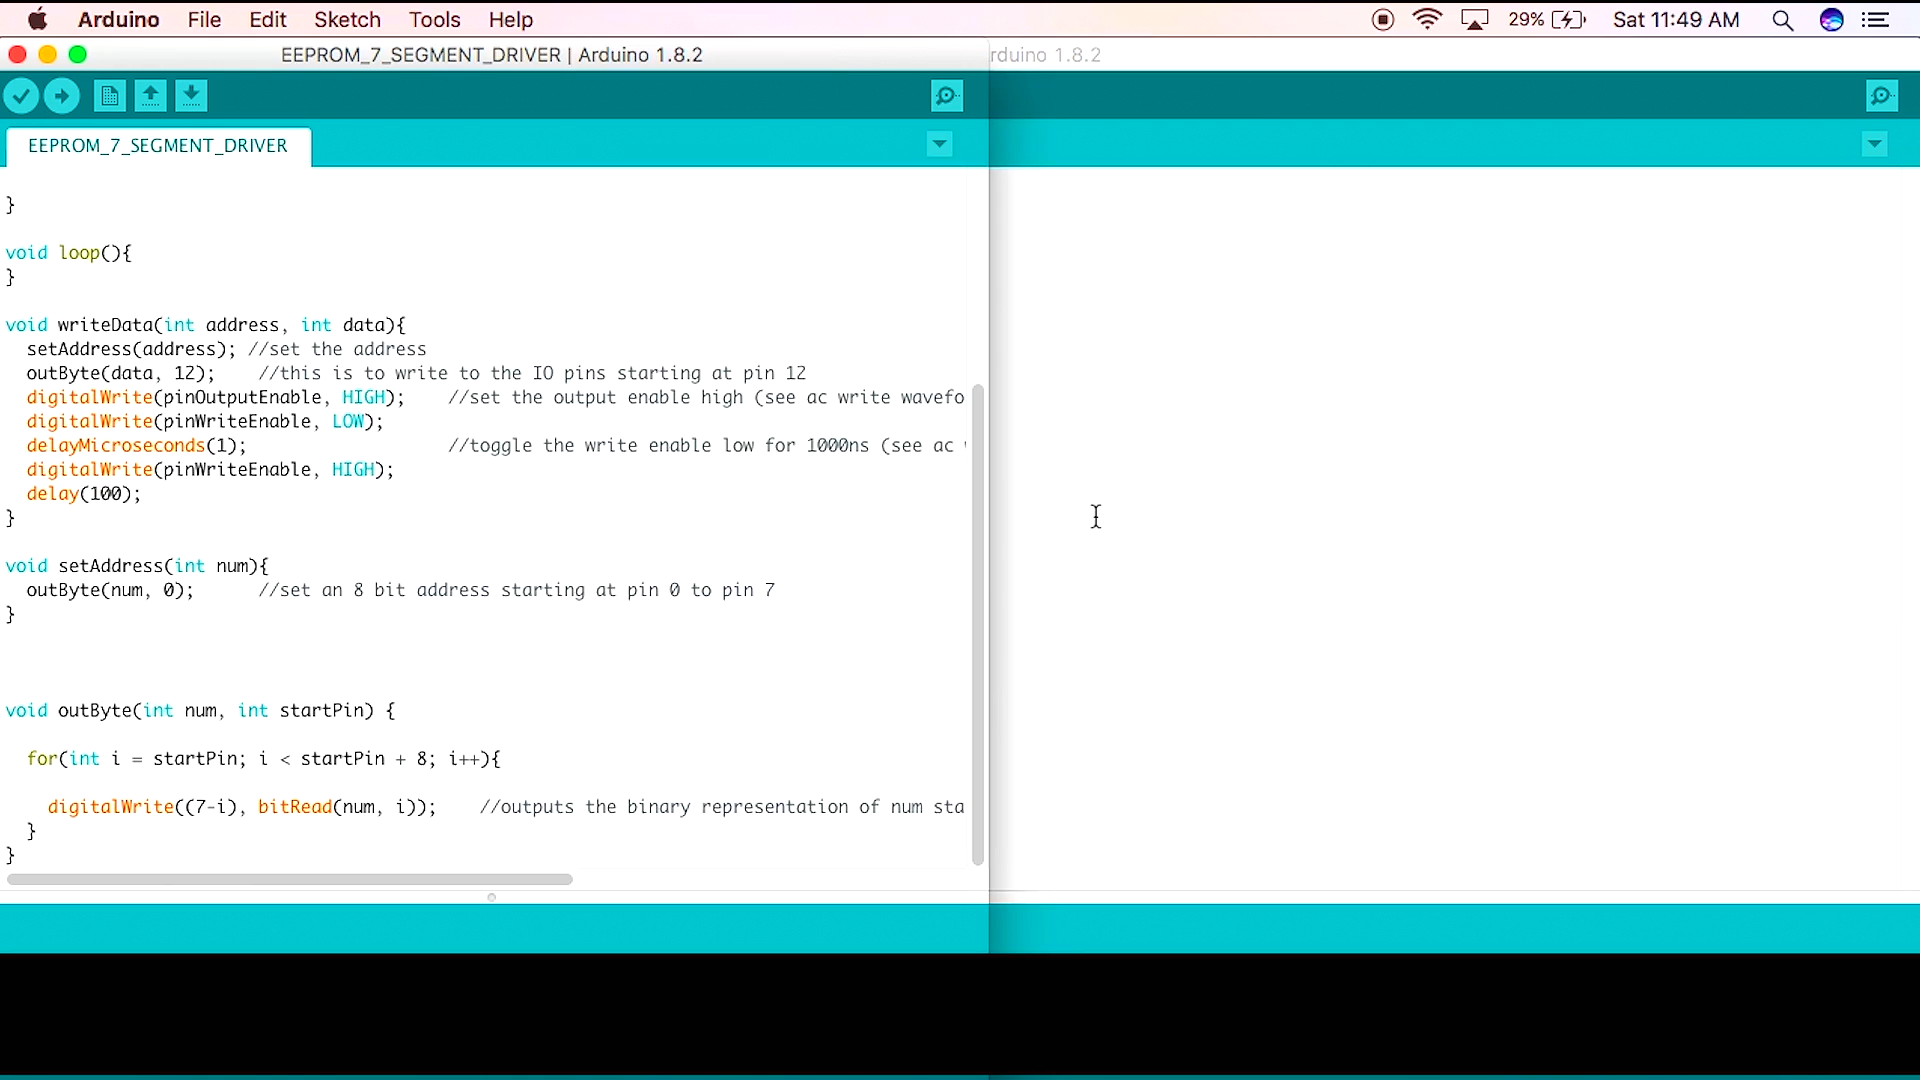 Arduino File Edit Sketch Tools Help 29% Sat 11:49 AM
EEPROM_7_SEGMENT_DRIVER | Arduino 1.8.2
rduino 1.8.2
EEPROM_7_SEGMENT_DRIVER
}
void loop(){
}
void writeData(int address, int data){
setAddress(address); //set the address
outByte(data, 12); //this is to write to the IO pins starting at pin 12
digitalWrite(pinOutputEnable, HIGH); //set the output enable high (see ac write wavefo
digitalWrite(pinWriteEnable, LOW);
delayMicroseconds(1); //toggle the write enable low for 1000ns (see ac
digitalWrite(pinWriteEnable, HIGH);
delay(100);
}
void setAddress(int num){
outByte(num, 0); //set an 8 bit address starting at pin 0 to pin 7
}
void outByte(int num, int startPin) {
for(int i = startPin; i < startPin + 8; i++){
digitalWrite((7-i), bitRead(num, i)); //outputs the binary representation of num sta
}
}